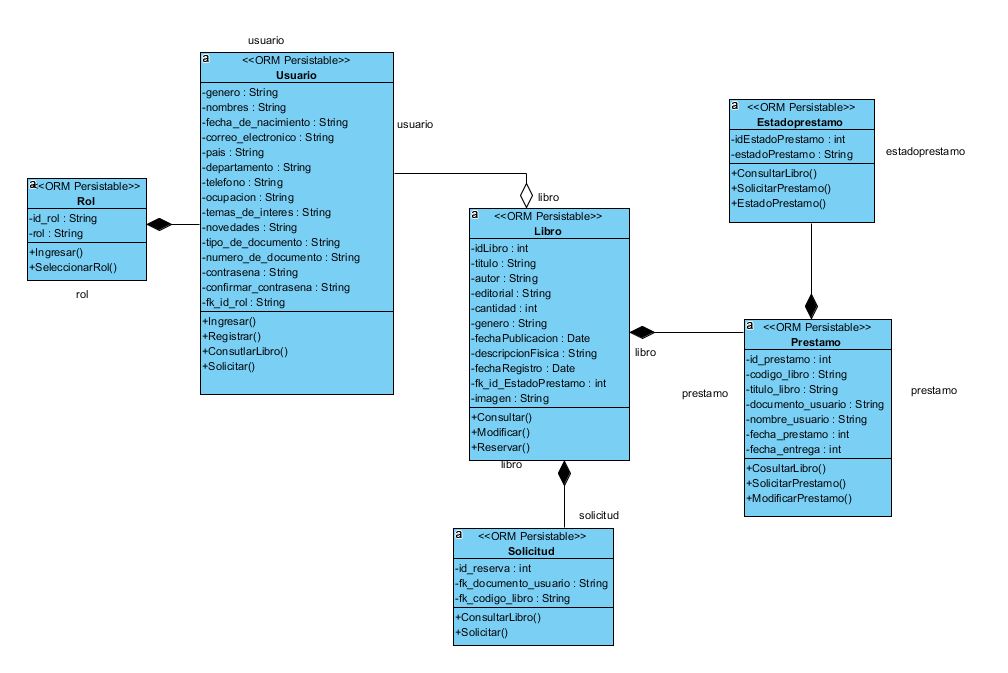 usuario
a
<<ORM Persistable>>
Usuario
-genero : String
-nombres : String
-fecha_de_nacimiento : String
-correo_electronico : String
-pais : String
-departamento : String
-telefono : String
-ocupacion : String
-temas_de_interes : String
-novedades : String
-tipo_de_documento : String
-numero_de_documento : String
-contrasena : String
-confirmar_contrasena : String
-fk_id_rol : String
+Ingresar()
+Registrar()
+ConsutlarLibro()
+Solicitar()
usuario
a
<<ORM Persistable>>
Rol
-id_rol : String
-rol : String
+Ingresar()
+SeleccionarRol()
rol
libro
a
<<ORM Persistable>>
Libro
-idLibro : int
-titulo : String
-autor : String
-editorial : String
-cantidad : int
-genero : String
-fechaPublicacion : Date
-descripcionFisica : String
-fechaRegistro : Date
-fk_id_EstadoPrestamo : int
-imagen : String
+Consultar()
+Modificar()
+Reservar()
libro
libro
a
<<ORM Persistable>>
Estadoprestamo
-idEstadoPrestamo : int
-estadoPrestamo : String
+ConsultarLibro()
+SolicitarPrestamo()
+EstadoPrestamo()
estadoprestamo
a
<<ORM Persistable>>
Prestamo
-id_prestamo : int
-codigo_libro : String
-titulo_libro : String
-documento_usuario : String
-nombre_usuario : String
-fecha_prestamo : int
-fecha_entrega : int
+CosultarLibro()
+SolicitarPrestamo()
+ModificarPrestamo()
prestamo
prestamo
solicitud
a
<<ORM Persistable>>
Solicitud
-id_reserva : int
-fk_documento_usuario : String
-fk_codigo_libro : String
+ConsultarLibro()
+Solicitar()